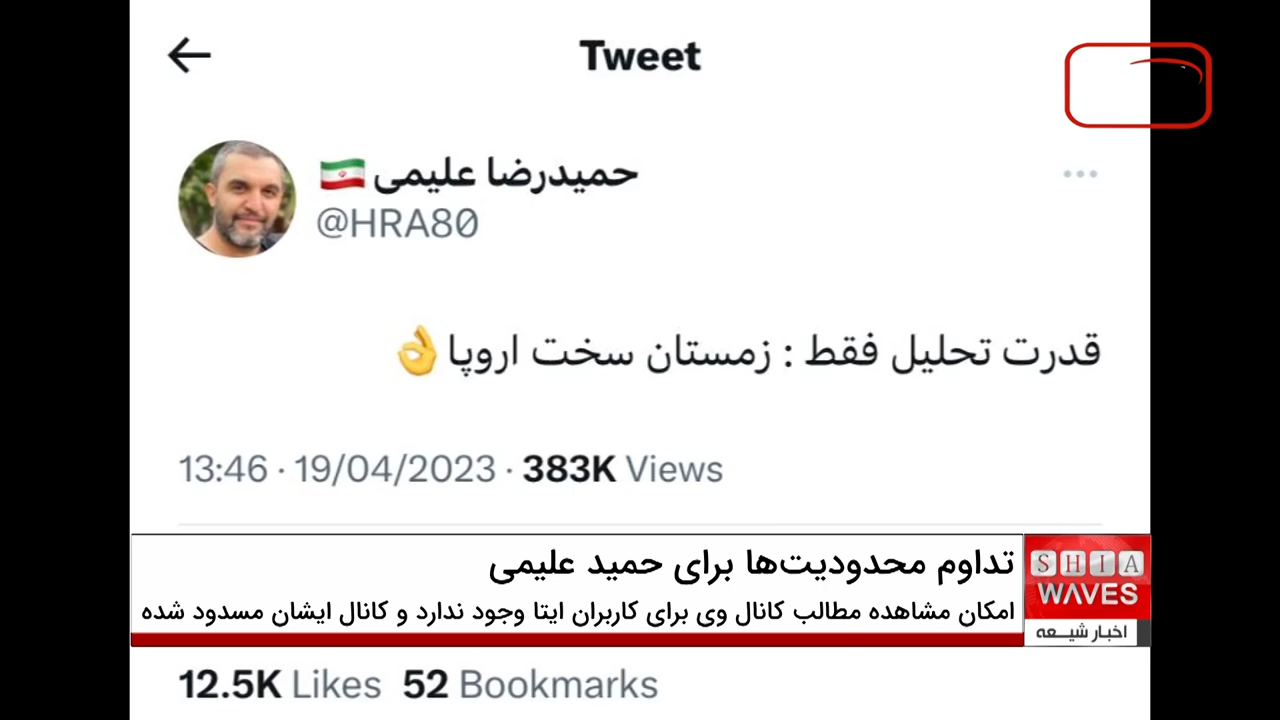 Tweet
حمیدرضا علیمی🇮🇷
@HRA80
قدرت تحلیل فقط : زمستان سخت اروپا👌
13:46 · 19/04/2023 · 383K Views
تداوم محدودیت‌ها برای حمید علیمی
امکان مشاهده مطالب کانال وی برای کاربران ایتا وجود ندارد و کانال ایشان مسدود شده
SHIA
WAVES
اخبار شیعه
12.5K Likes 52 Bookmarks